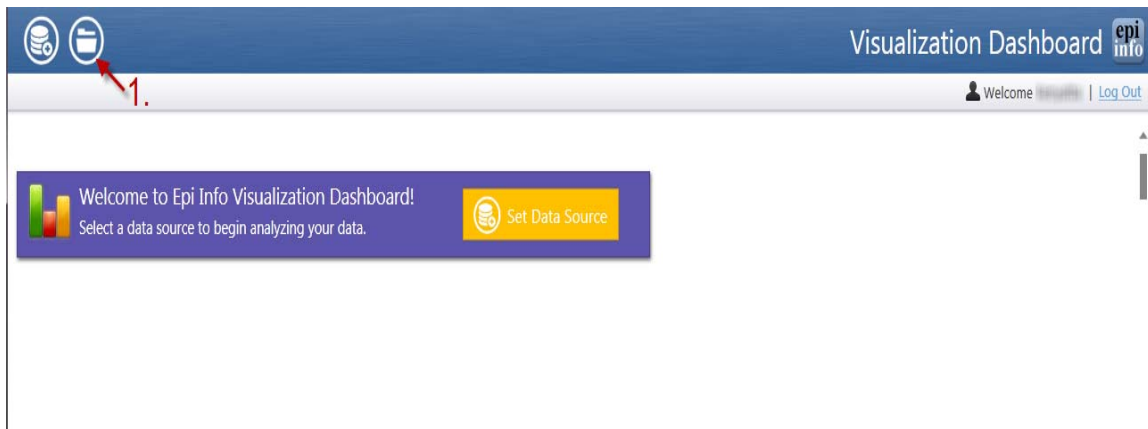 Visualization Dashboard
epi
info
1.
Welcome | Log Out
Welcome to Epi Info Visualization Dashboard!
Select a data source to begin analyzing your data.
Set Data Source